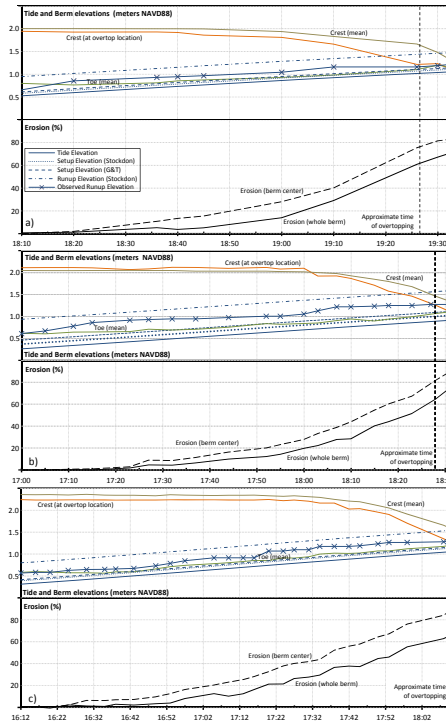 Tide and Berm elevations (meters NAVD88)
Crest (at overtop location)
Crest (mean)
2.0
1.5
1.0
0.5
Toe (mean)
Erosion (%)
80
60
40
20
0
Tide Elevation
Setup Elevation (Stockdon)
Setup Elevation (G&T)
Runup Elevation (Stockdon)
Observed Runup Elevation
Erosion (berm center)
Erosion (whole berm)
Approximate time
of overtopping
a)
18:10 18:20 18:30 18:40 18:50 19:00 19:10 19:20 19:30
Tide and Berm elevations (meters NAVD88)
Crest (at overtop location)
Crest (mean)
2.0
1.5
1.0
0.5
Toe (mean)
Tide and Berm elevations (meters NAVD88)
Erosion (%)
80
60
40
20
0
Erosion (berm center)
Erosion (whole berm)
Approximate time
of overtopping
b)
17:00 17:10 17:20 17:30 17:40 17:50 18:00 18:10 18:20
Crest (at overtop location)
Crest (mean)
2.0
1.5
1.0
0.5
Toe (mean)
Tide and Berm elevations (meters NAVD88)
Erosion (%)
80
60
40
20
0
Erosion (berm center)
Erosion (whole berm)
Approximate time
of overtopping
c)
16:12 16:22 16:32 16:42 16:52 17:02 17:12 17:22 17:32 17:42 17:52 18:02